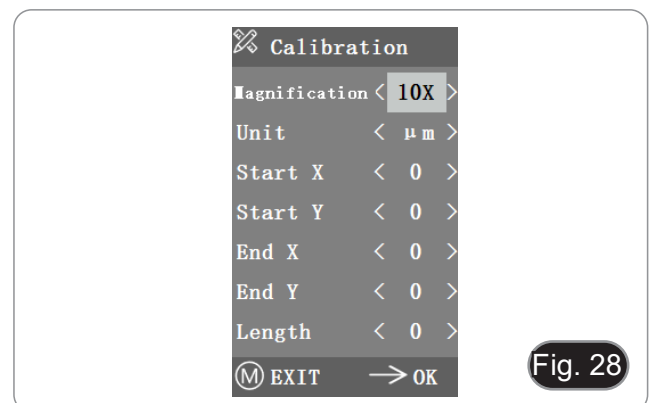 Calibration
Magnification < 10X >
Unit < μm >
Start X < 0 >
Start Y < 0 >
End X < 0 >
End Y < 0 >
Length < 0 >
M EXIT → OK
Fig. 28